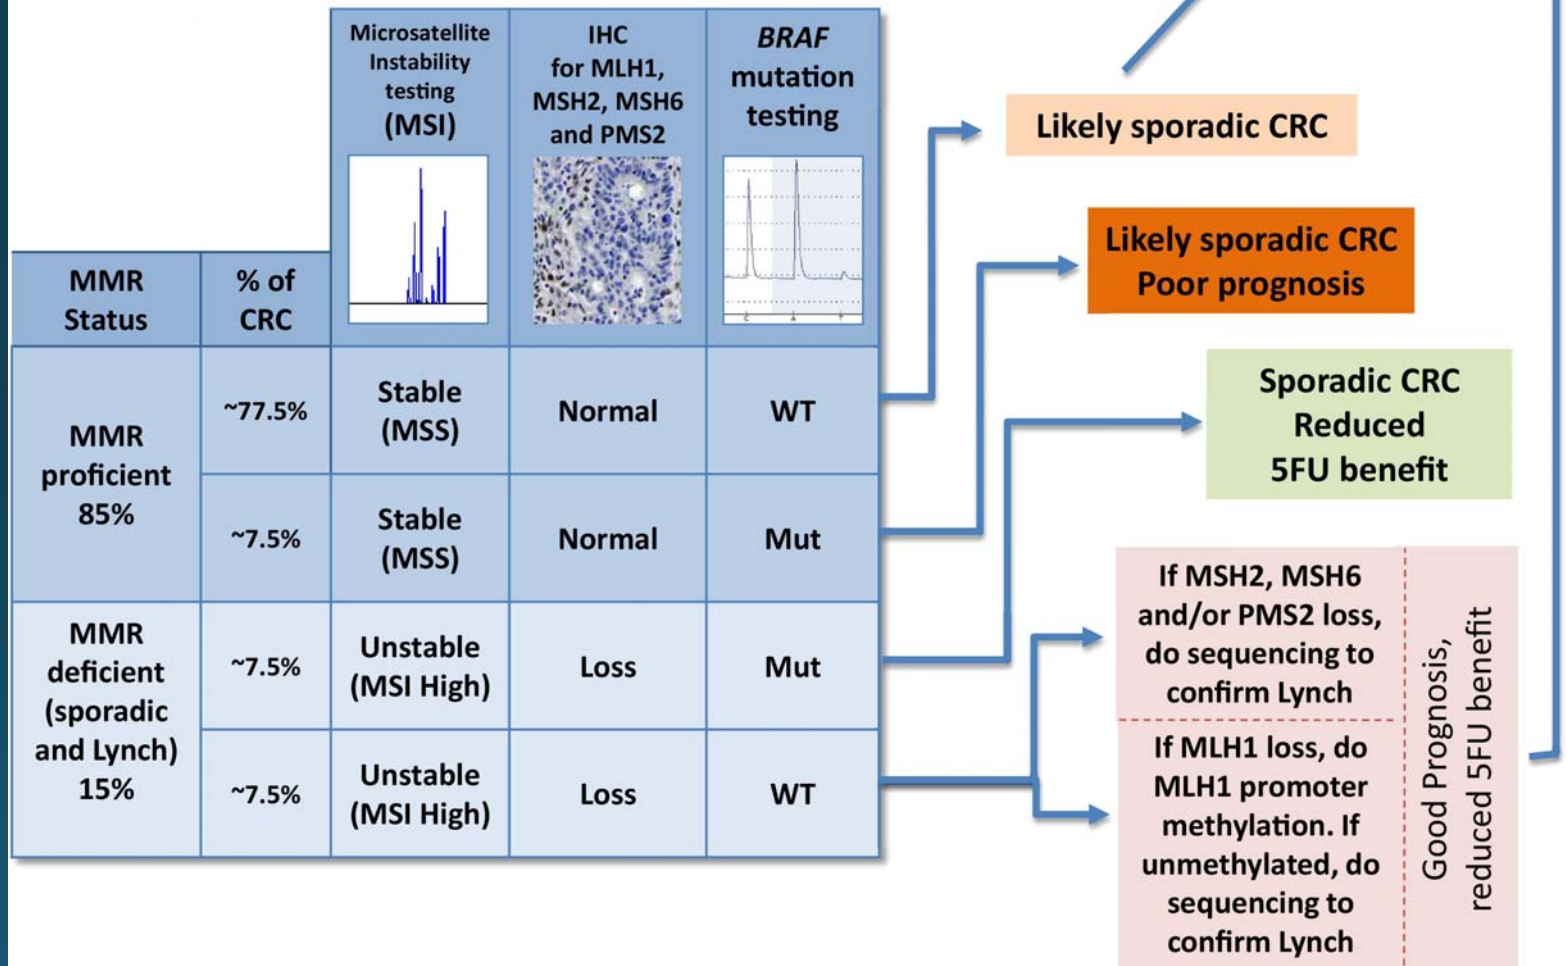 Microsatellite
Instability
testing
(MSI)
IHC
for MLH1,
MSH2, MSH6
and PMS2
BRAF
mutation
testing
MMR
Status
% of
CRC
C
A
T
MMR
proficient
85%
~77.5%
Stable
(MSS)
Normal
WT
~7.5%
Stable
(MSS)
Normal
Mut
MMR
deficient
(sporadic
and Lynch)
15%
~7.5%
Unstable
(MSI High)
Loss
Mut
~7.5%
Unstable
(MSI High)
Loss
WT
Likely sporadic CRC
Likely sporadic CRC
Poor prognosis
Sporadic CRC
Reduced
5FU benefit
If MSH2, MSH6
and/or PMS2 loss,
do sequencing to
confirm Lynch
If MLH1 loss, do
MLH1 promoter
methylation. If
unmethylated, do
sequencing to
confirm Lynch
Good Prognosis,
reduced 5FU benefit